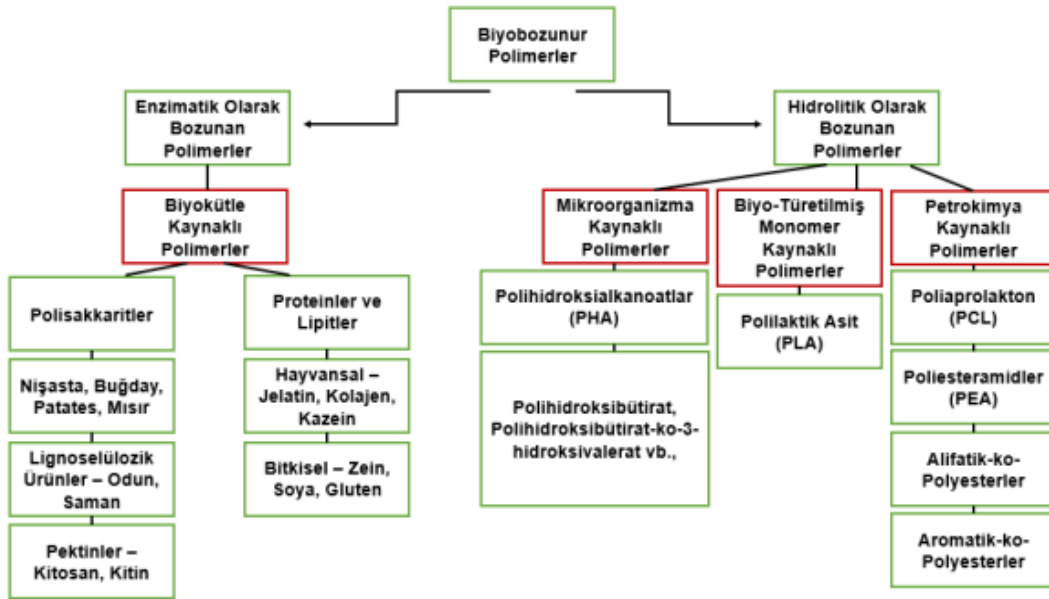 Biyobozunur
Polimerler
Enzimatik Olarak
Bozunan
Polimerler
Hidrolitik Olarak
Bozunan
Polimerler
Biyokütle
Kaynaklı
Polimerler
Mikroorganizma
Kaynaklı
Polimerler
Biyo-Türetilmiş
Monomer
Kaynaklı
Polimerler
Petrokimya
Kaynaklı
Polimerler
Polisakkaritler
Proteinler ve
Lipitler
Polihidroksialkanoatlar
(PHA)
Polilaktik Asit
(PLA)
Poliaprolakton
(PCL)
Nişasta, Buğday,
Patates, Mısır
Hayvansal –
Jelatin, Kolajen,
Kazein
Polihidroksibütirat,
Polihidroksibütirat-ko-3-
hidroksivalerat vb.,
Poliesteramidler
(PEA)
Lignoselülozik
Ürünler – Odun,
Saman
Bitkisel – Zein,
Soya, Gluten
Alifatik-ko-
Polyesterler
Pektinler –
Kitosan, Kitin
Aromatik-ko-
Polyesterler